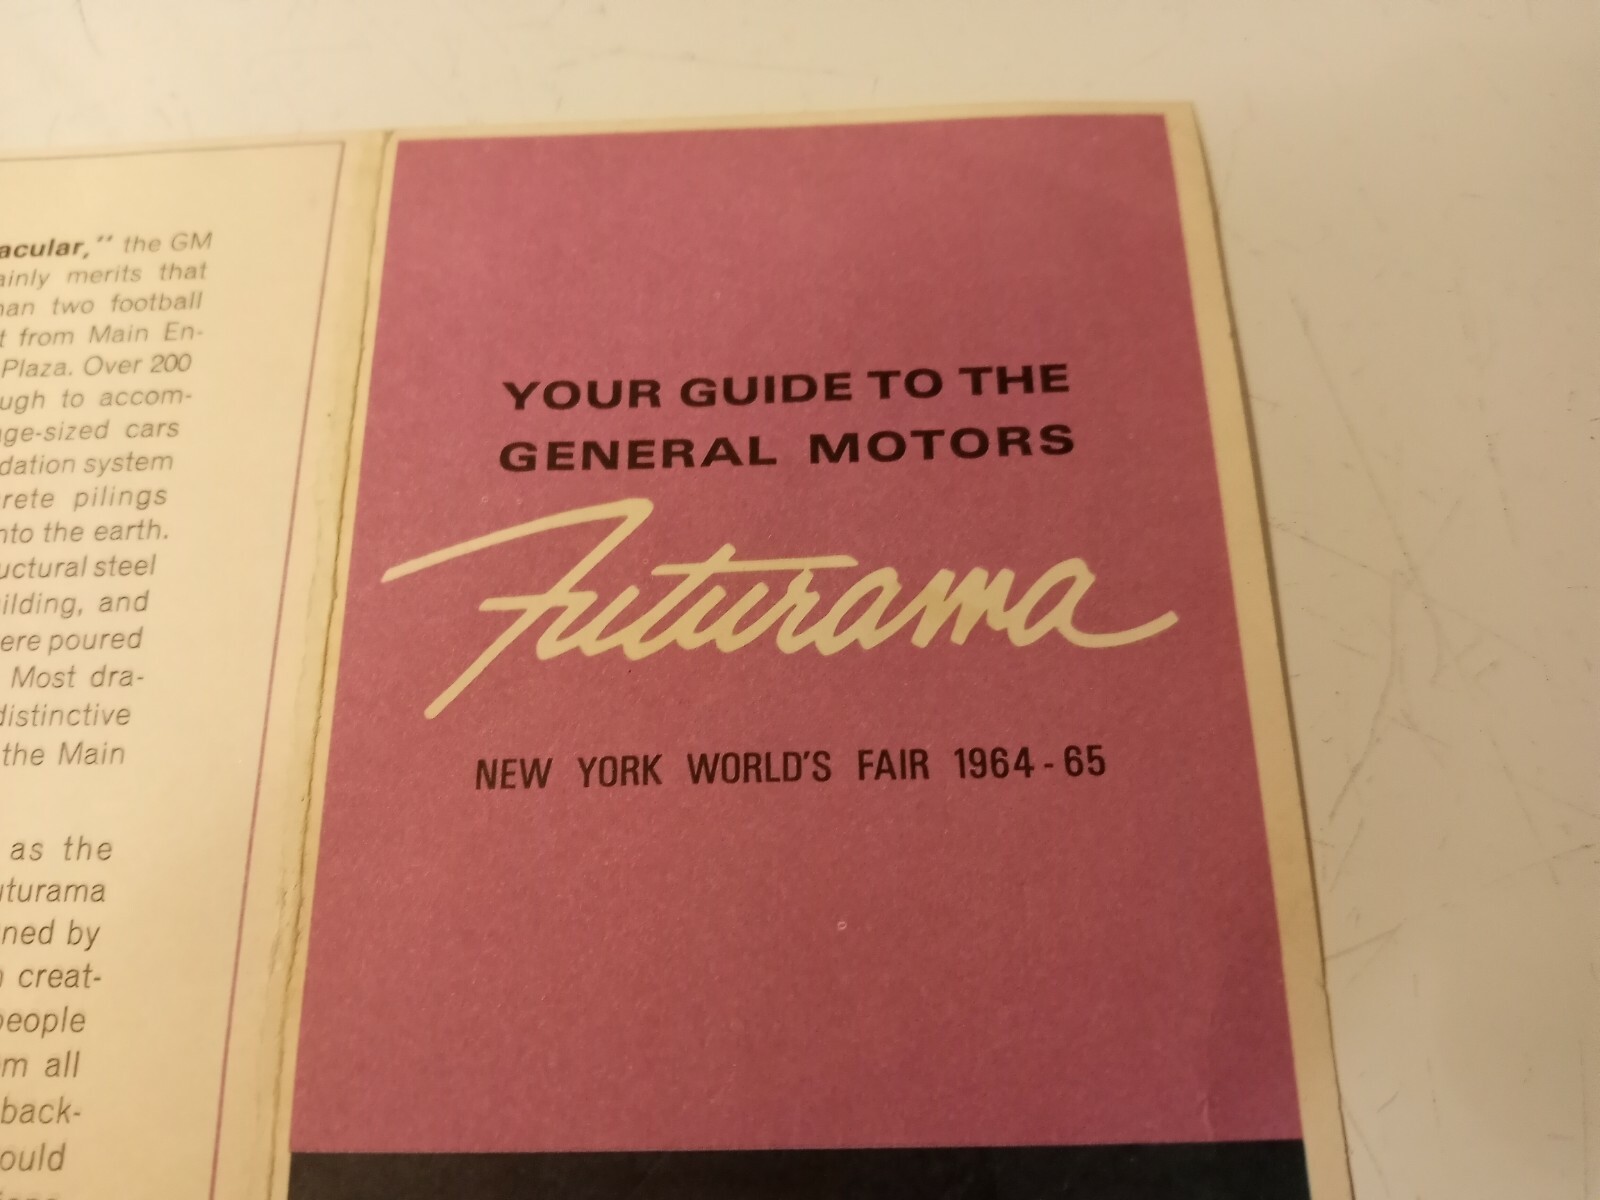 acular," the GM
ainly merits that
han two football
t from Main En-
Plaza. Over 200
ugh to accom-
age-sized cars
dation system
rete pilings
nto the earth.
uctural steel
ilding, and
ere poured
Most dra-
distinctive
the Main
as the
uturama
ned by
creat-
people
m all
back-
ould
YOUR GUIDE TO THE
GENERAL MOTORS
Futurama
NEW YORK WORLD'S FAIR 1964-65